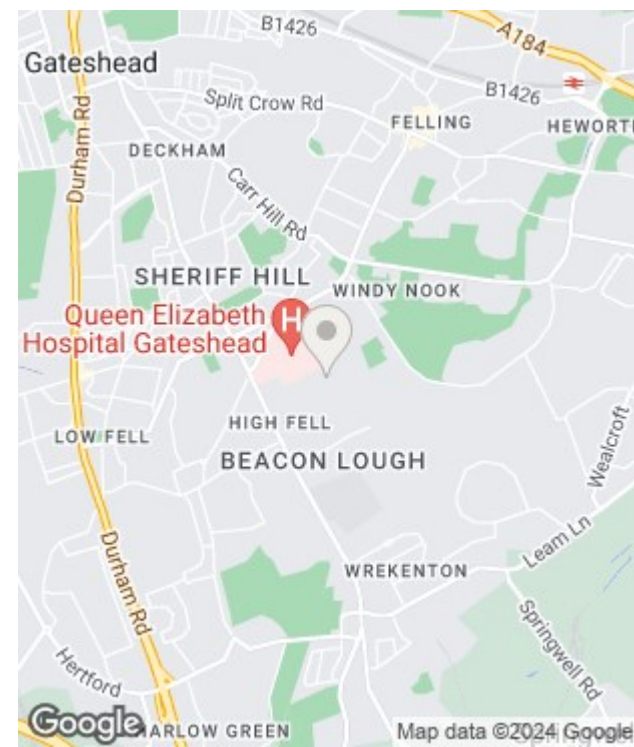 B1426
A184
Gateshead
Split Crow Rd
B1426
FELLING
HEWORTH
DECKHAM
Durham Rd
Carr Hill Rd
SHERIFF HILL
WINDY NOOK
Queen Elizabeth
Hospital Gateshead
H
HIGH FELL
LOW FELL
BEACON LOUGH
Wealcroft
Leam Ln
WREKENTON
Durham Rd
Springwell Rd
Hertford
Google
HARLOW GREEN
Map data ©2024 Google